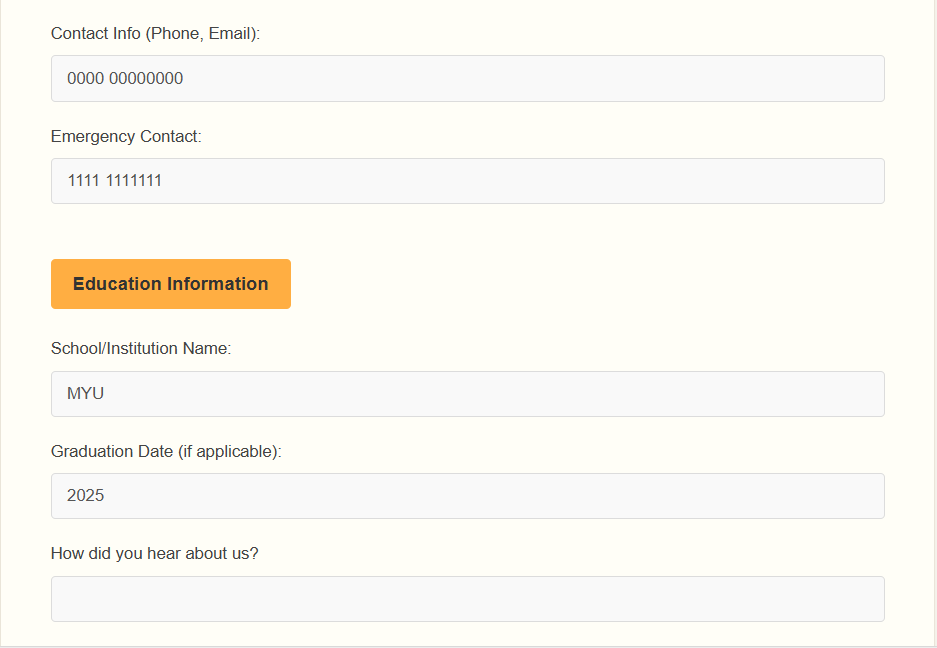 Contact Info (Phone, Email):
0000 00000000
Emergency Contact:
1111 1111111
Education Information
School/Institution Name:
MYU
Graduation Date (if applicable):
2025
How did you hear about us?